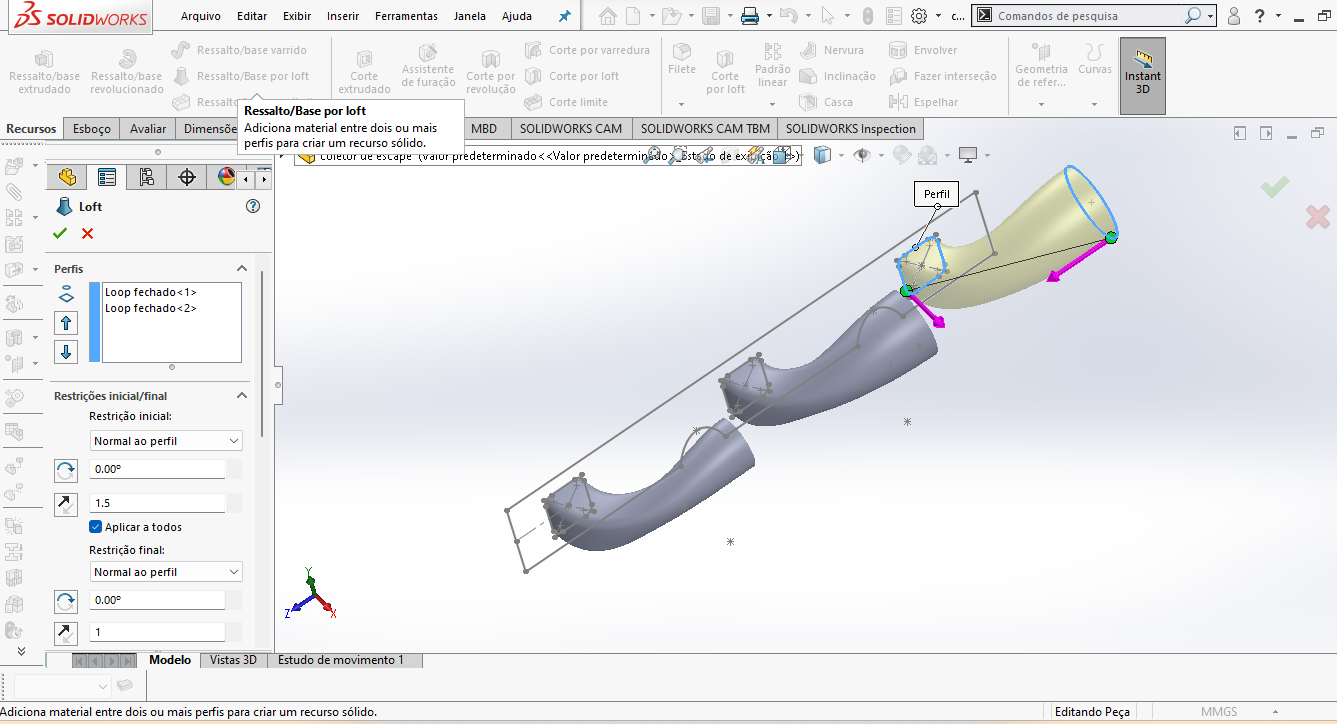 SOLIDWORKS
Arquivo Editar Exibir Inserir Ferramentas Janela Ajuda
c...
Comandos de pesquisa
?
Ressalto/base extrudado
Ressalto/base revolucionado
Ressalto/base varrido
Ressalto/Base por loft
Corte extrudado
Assistente de furação
Corte por revolução
Corte por varredura
Corte por loft
Corte limite
Filete
Corte por loft
Padrão linear
Nervura
Inclinação
Casca
Envolver
Fazer interseção
Espelhar
Geometria de refer...
Curvas
Instant 3D
Ressalto/Base por loft
Adiciona material entre dois ou mais
perfis para criar um recurso sólido.
Recursos Esboço Avaliar MBD SOLIDWORKS CAM SOLIDWORKS CAM TBM SOLIDWORKS Inspection
coletor de escape (Valor predeterminado<<Valor predeterminado>
Loft
Perfis
Loop fechado<1>
Loop fechado<2>
Restrições inicial/final
Restrição inicial:
Normal ao perfil
0.00º
1.5
Aplicar a todos
Restrição final:
Normal ao perfil
0.00º
1
Perfil
Y
Z
X
Modelo Vistas 3D Estudo de movimento 1
Adiciona material entre dois ou mais perfis para criar um recurso sólido.
Editando Peça
MMGS